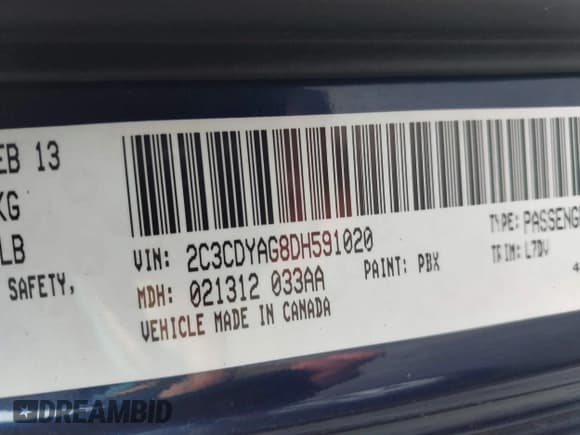 EB 13
KG
LB
SAFETY,
VIN: 2C3CDYAG8DH591020
TYPE: PASSENG
MDH: 021312 033AA
PAINT: PBX
TRIM: L7DV
VEHICLE MADE IN CANADA
4
DREAMBID